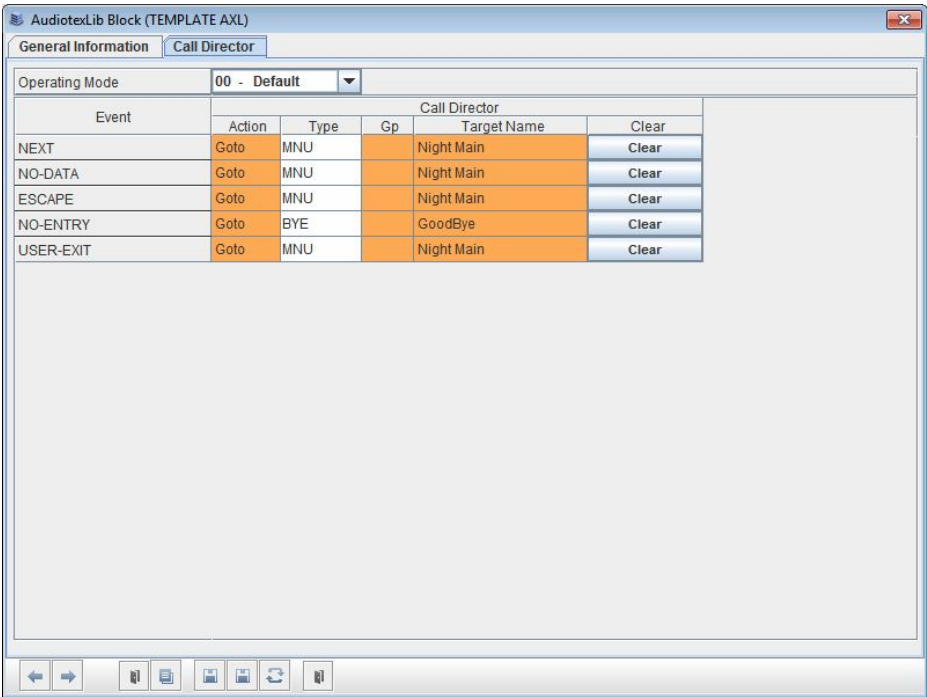 AudiotexLib Block (TEMPLATE AXL)
General Information Call Director
Operating Mode 00 - Default
Event Call Director
Action Type Gp Target Name Clear
NEXT Goto MNU Night Main Clear
NO-DATA Goto MNU Night Main Clear
ESCAPE Goto MNU Night Main Clear
NO-ENTRY Goto BYE GoodBye Clear
USER-EXIT Goto MNU Night Main Clear